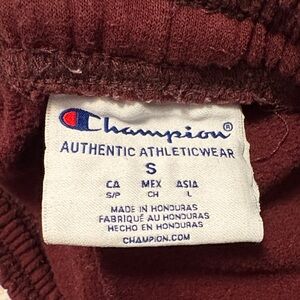 Champion®
AUTHENTIC ATHLETICWEAR
S
CA MEX ASIA
S/P CH L
MADE IN HONDURAS
FABRIQUÉ AU HONDURAS
HECHO EN HONDURAS
CHAMPION.COM